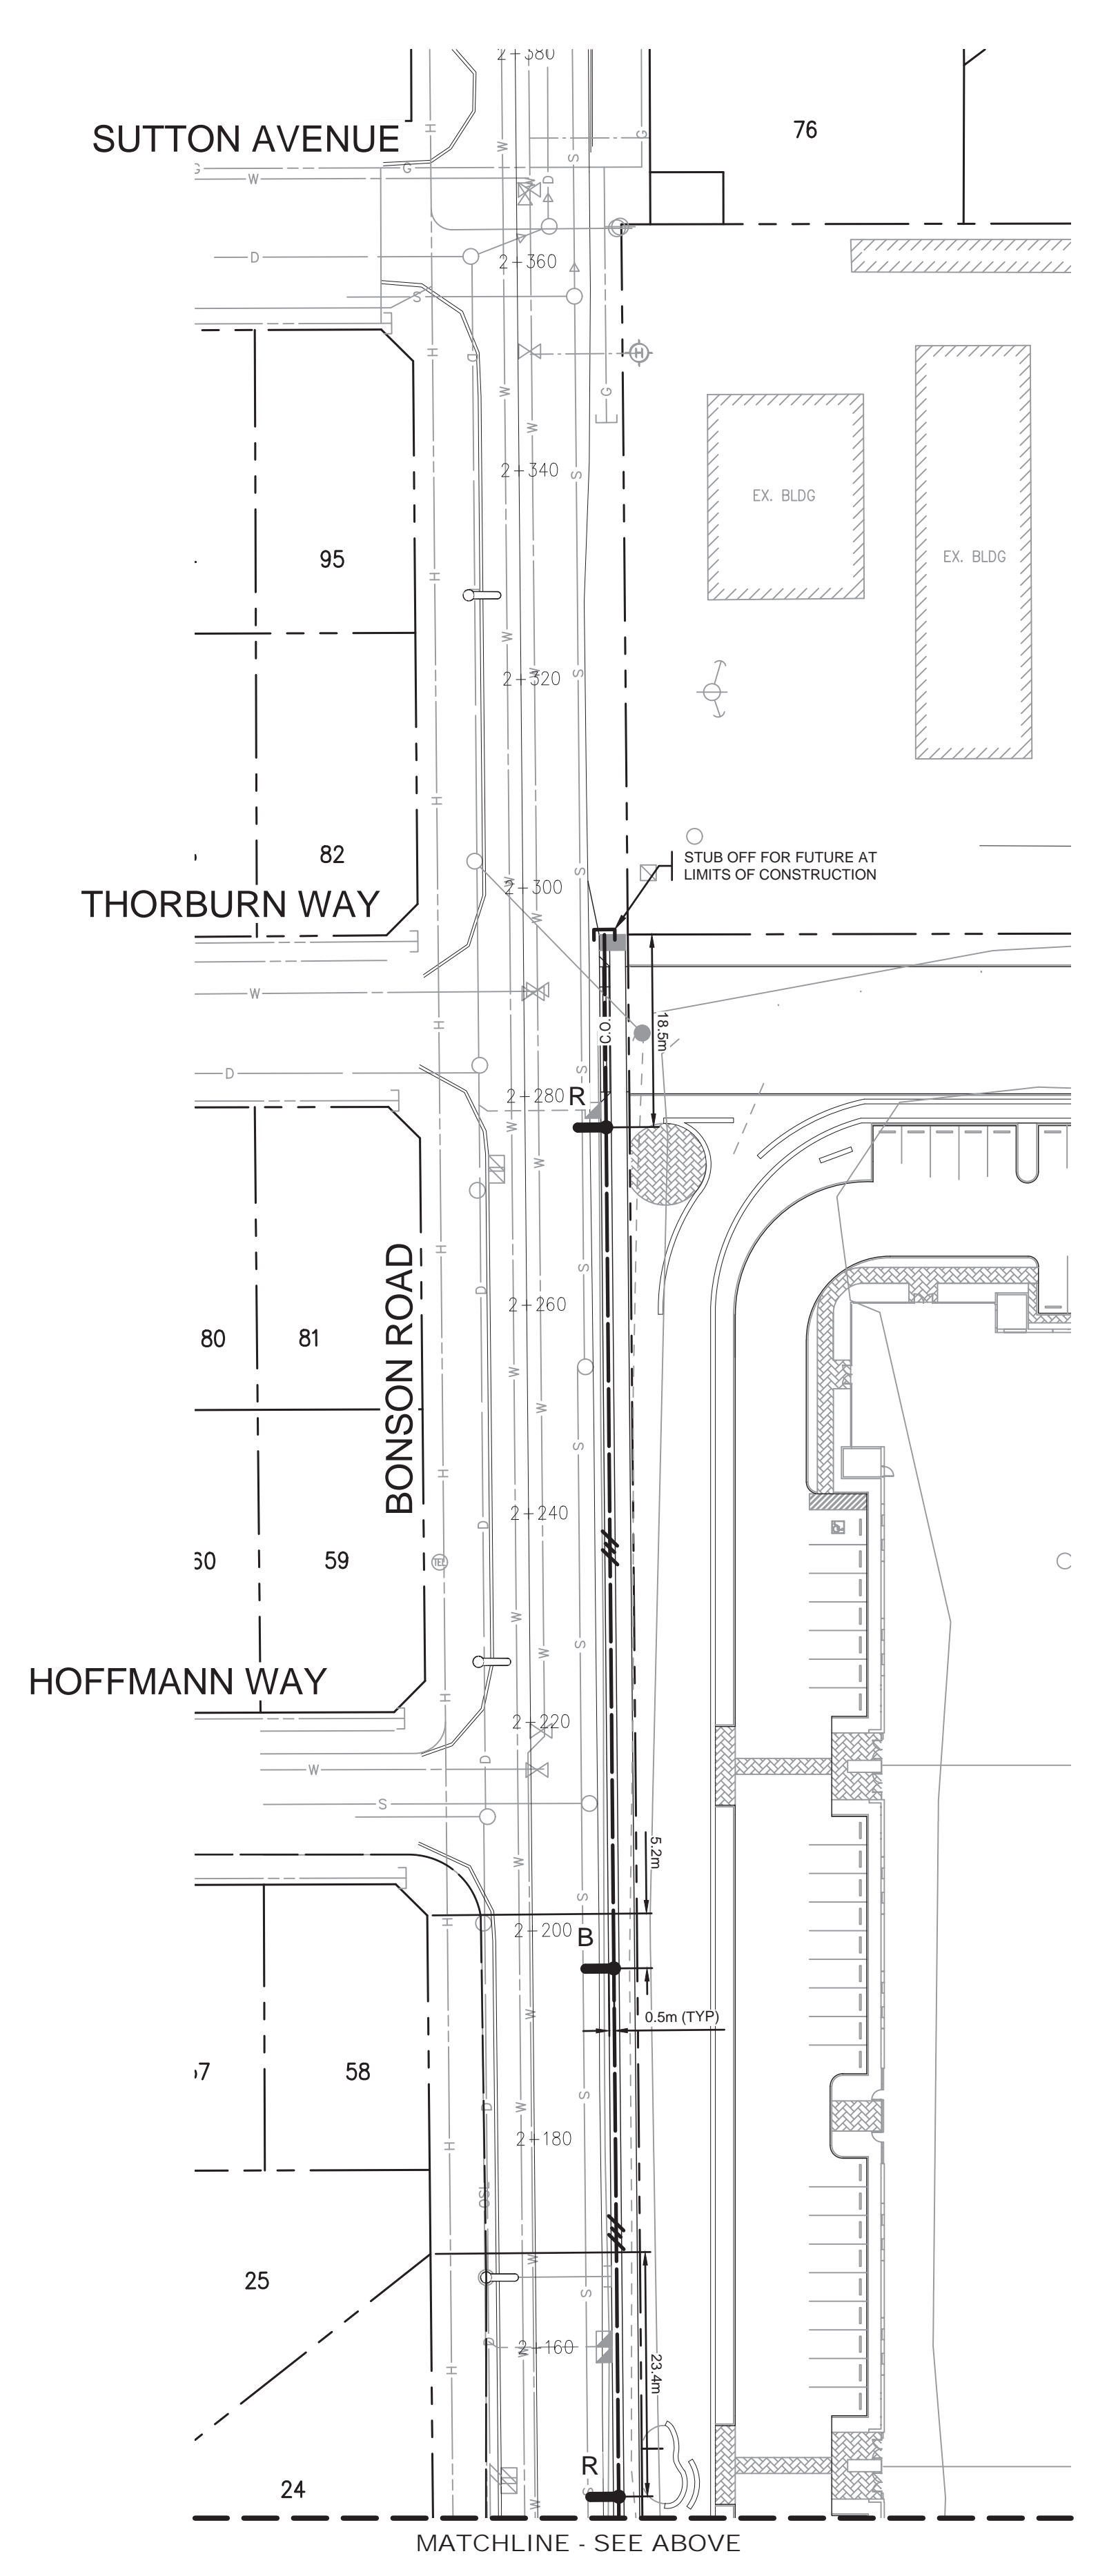 2+380
SUTTON AVENUE
76
H
W
S
G
G
G
W
W
D
D
2+360
S
H
D
H
W
G
W
2+340
S
EX. BLDG
EX. BLDG
95
H
W
W
S
2+320
H
82
STUB OFF FOR FUTURE AT
LIMITS OF CONSTRUCTION
S
W
2+300
THORBURN WAY
W
W
H
C.O.
18.5m
D
S
2+280
R
W
W
H
BONSON ROAD
S
D
2+260
80
81
W
W
S
H
2+240
D
60
59
TEL
W
S
W
HOFFMANN WAY
H
2+220
D
W
S
5.2m
W
S
H
2+200
B
W
0.5m (TYP)
58
S
D
W
2+180
H
W
25
S
D
2+160
W
H
23.4m
R
24
S
W
MATCHLINE - SEE ABOVE